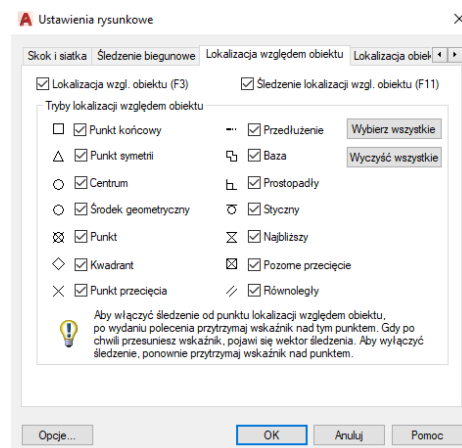 Ustawienia rysunkowe
Skok i siatka Śledzenie biegunowe Lokalizacja względem obiektu Lokalizacja obiek
Lokalizacja wzgl. obiektu (F3) Śledzenie lokalizacji wzgl. obiektu (F11)
Tryby lokalizacji względem obiektu
Punkt końcowy Przedłużenie Wybierz wszystkie
Punkt symetrii Baza Wyczyść wszystkie
Centrum Prostopadły
Środek geometryczny Styczny
Punkt Najbliższy
Kwadrant Pozorne przecięcie
Punkt przecięcia Równoległy
Aby włączyć śledzenie od punktu lokalizacji względem obiektu,
po wydaniu polecenia przytrzymaj wskaźnik nad tym punktem. Gdy po
chwili przesuniesz wskaźnik, pojawi się wektor śledzenia. Aby wyłączyć
śledzenie, ponownie przytrzymaj wskaźnik nad punktem.
Opcje... OK Anuluj Pomoc